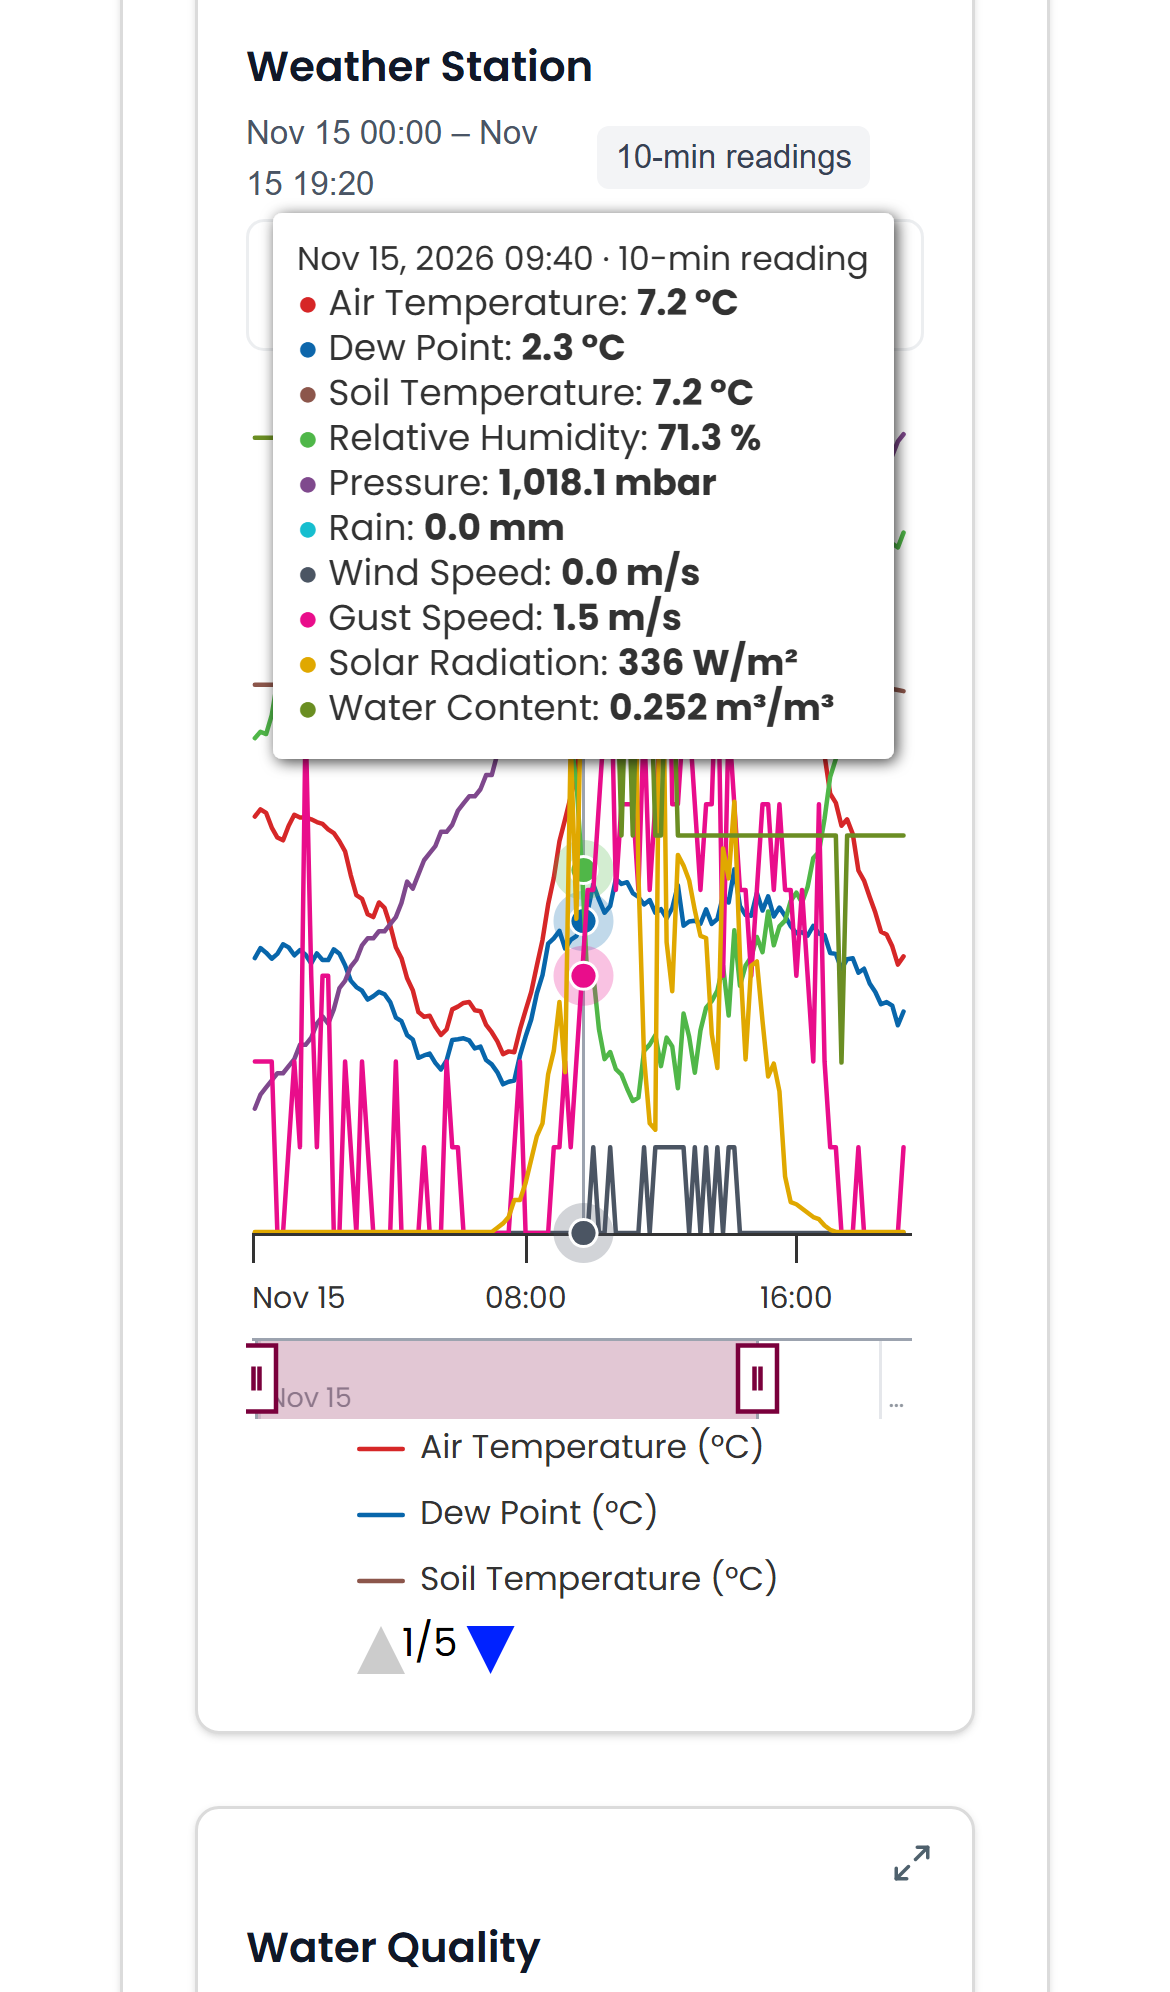 Weather Station
Nov 15 00:00 – Nov
15 19:20
10-min readings
Nov 15, 2026 09:40 · 10-min reading
Air Temperature: 7.2 °C
Dew Point: 2.3 °C
Soil Temperature: 7.2 °C
Relative Humidity: 71.3 %
Pressure: 1,018.1 mbar
Rain: 0.0 mm
Wind Speed: 0.0 m/s
Gust Speed: 1.5 m/s
Solar Radiation: 336 W/m²
Water Content: 0.252 m³/m³
Nov 15
08:00
16:00
Nov 15
...
Air Temperature (°C)
Dew Point (°C)
Soil Temperature (°C)
1/5
Water Quality